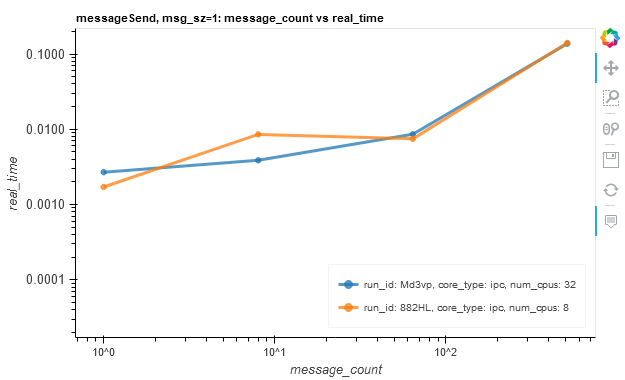 messageSend, msg_sz=1: message_count vs real_time
real_time
0.1000
0.0100
0.0010
0.0001
run_id: Md3vp, core_type: ipc, num_cpus: 32
run_id: 882HL, core_type: ipc, num_cpus: 8
10^0
10^1
10^2
message_count